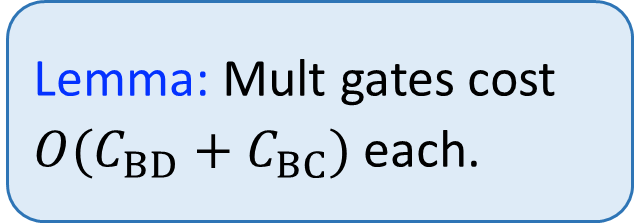 Lemma: Mult gates cost
𝑂(𝐶_BD + 𝐶_BC) each.